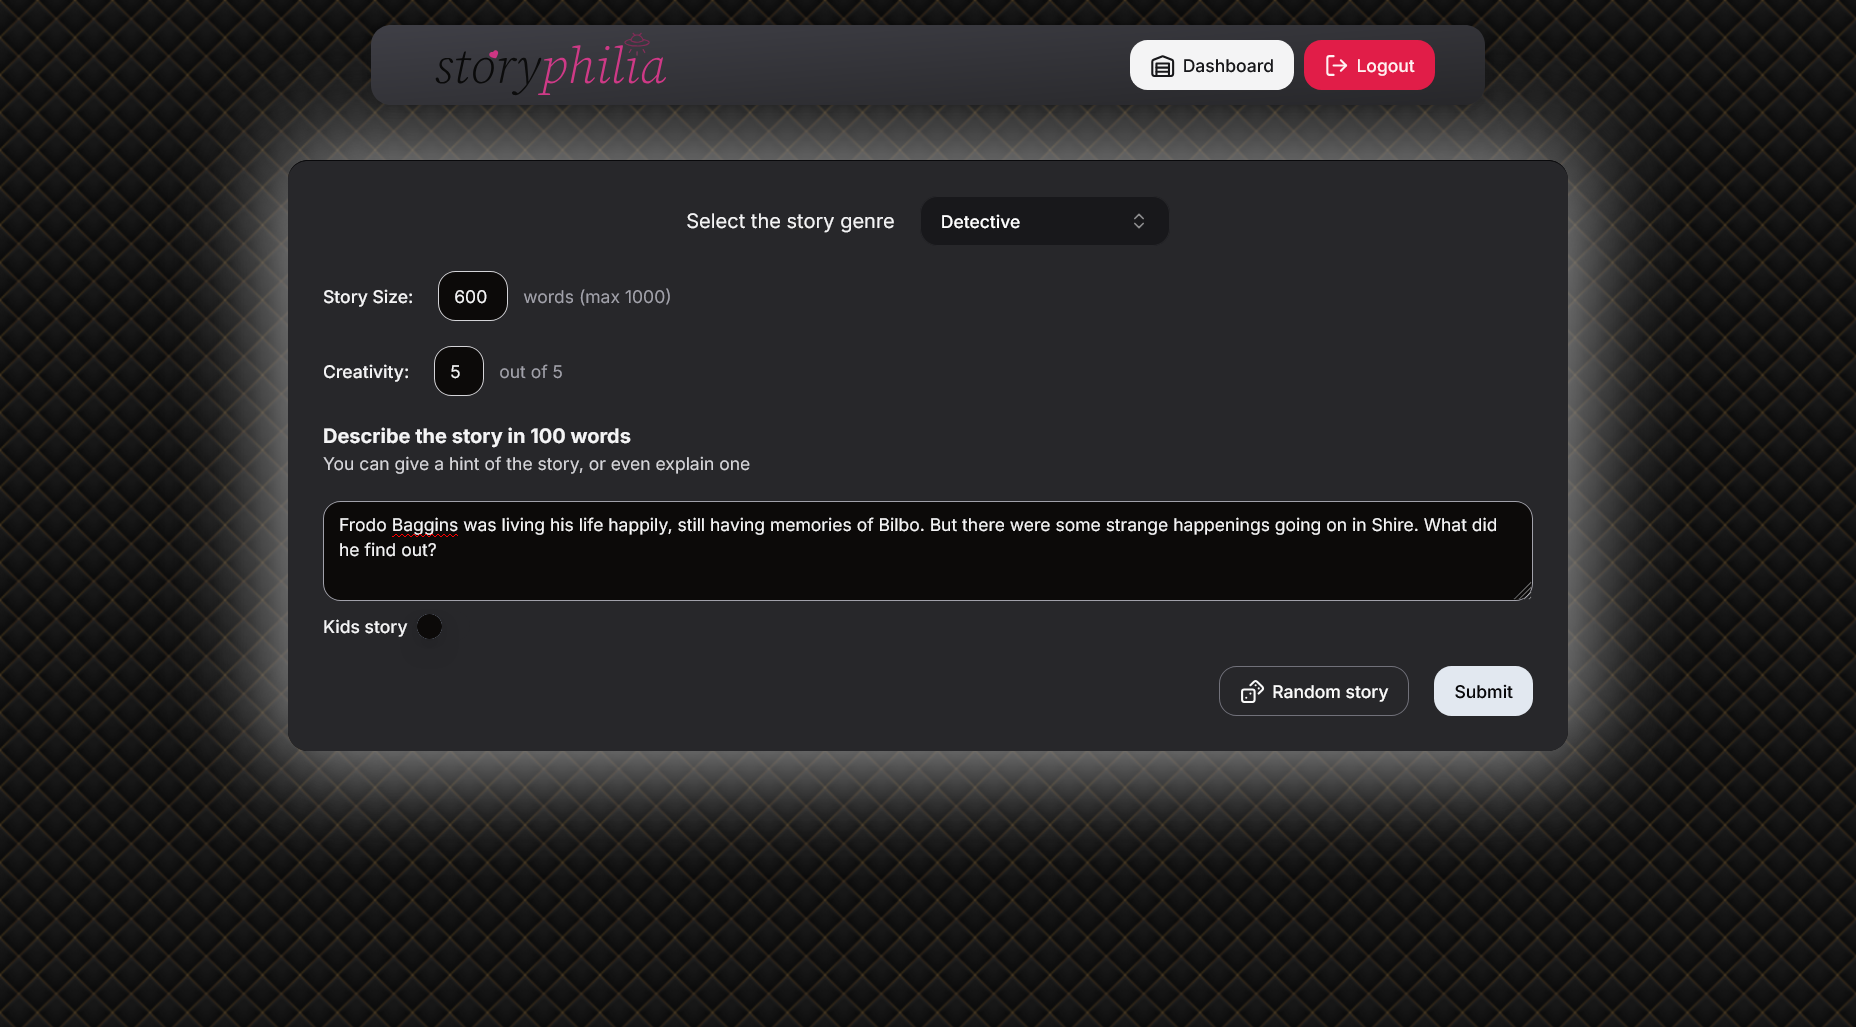 storyphilia
Dashboard
Logout
Select the story genre
Detective
Story Size:
600
words (max 1000)
Creativity:
5
out of 5
Describe the story in 100 words
You can give a hint of the story, or even explain one
Frodo Baggins was living his life happily, still having memories of Bilbo. But there were some strange happenings going on in Shire. What did
he find out?
Kids story
Random story
Submit